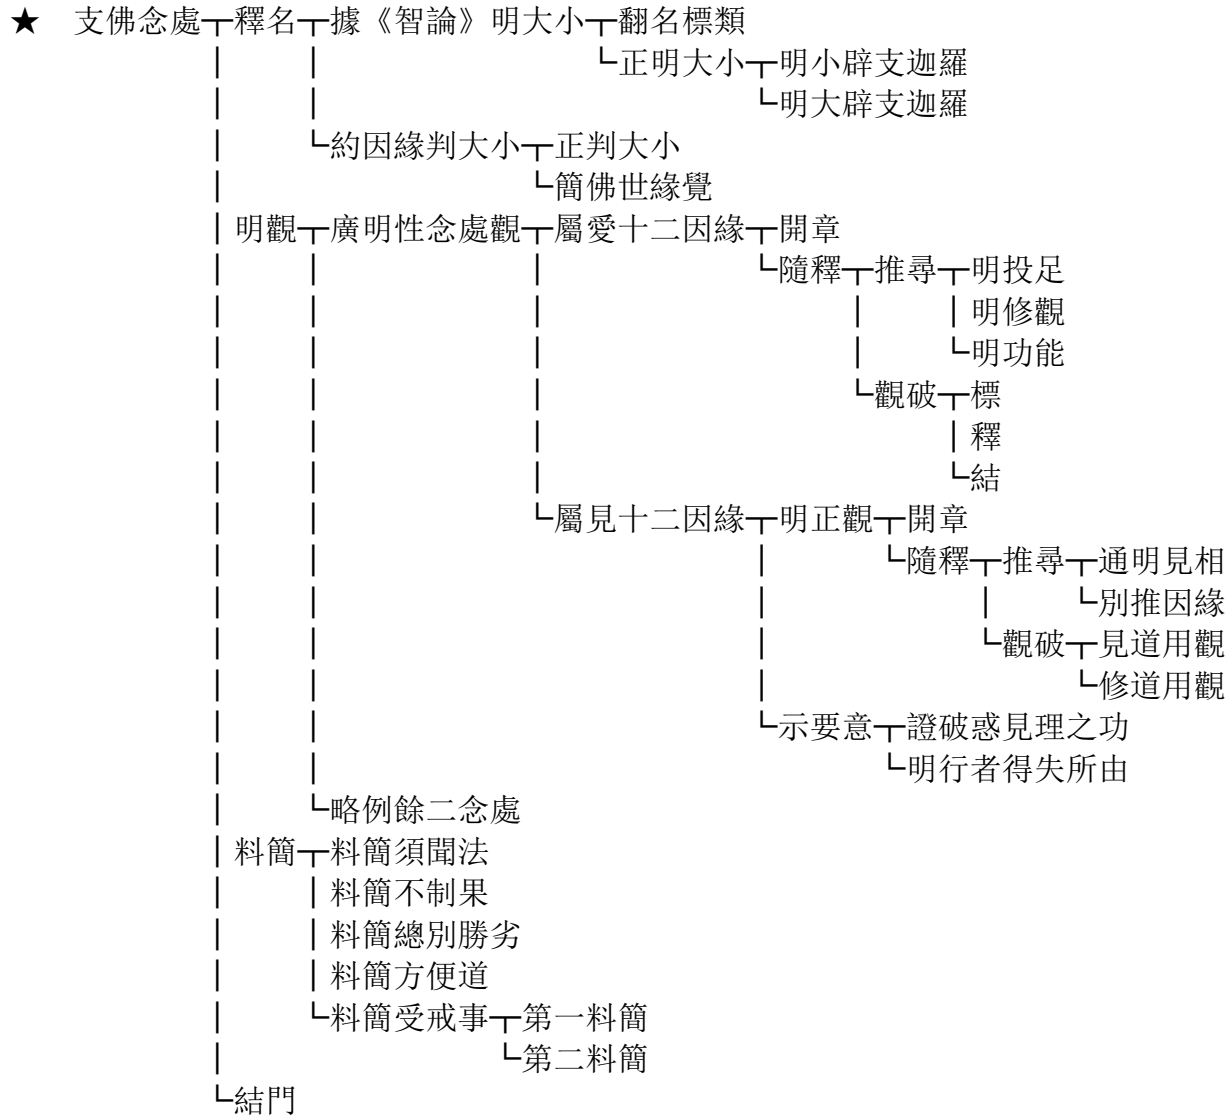 ★　支佛念處┬釋名┬據《智論》明大小┬翻名標類
└正明大小┬明小辟支迦羅
└明大辟支迦羅
└約因緣判大小┬正判大小
└簡佛世緣覺
│明觀┬廣明性念處觀┬屬愛十二因緣┬開章
└隨釋┬推尋┬明投足
│明修觀
└明功能
└觀破┬標
│釋
└結
└屬見十二因緣┬明正觀┬開章
└隨釋┬推尋┬通明見相
└別推因緣
└觀破┬見道用觀
└修道用觀
└示要意┬證破惑見理之功
└明行者得失所由
└略例餘二念處
│料簡┬料簡須聞法
│料簡不制果
│料簡總別勝劣
│料簡方便道
└料簡受戒事┬第一料簡
└第二料簡
└結門